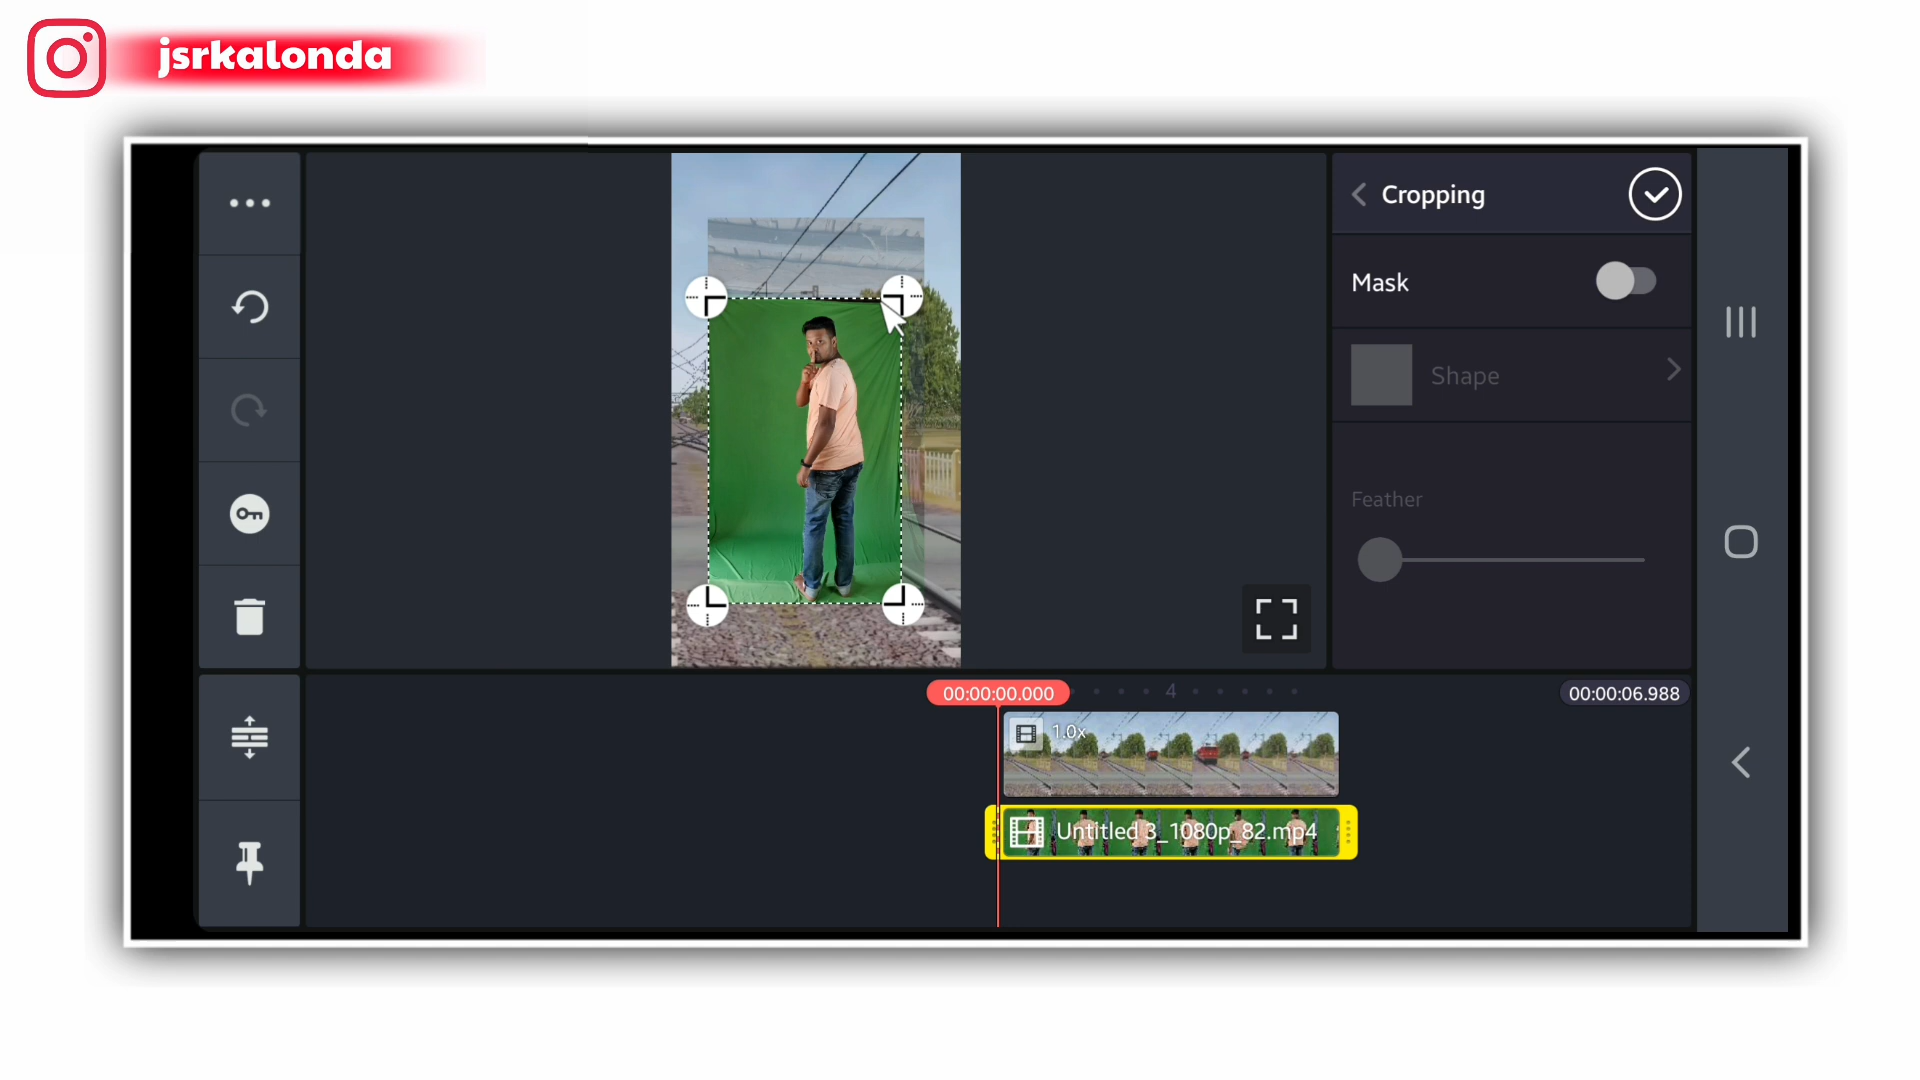 jsrkalonda
Cropping
Mask
Shape
Feather
00:00:00.000
4
00:00:06.988
1.0x
Untitled 3_1080p_82.mp4